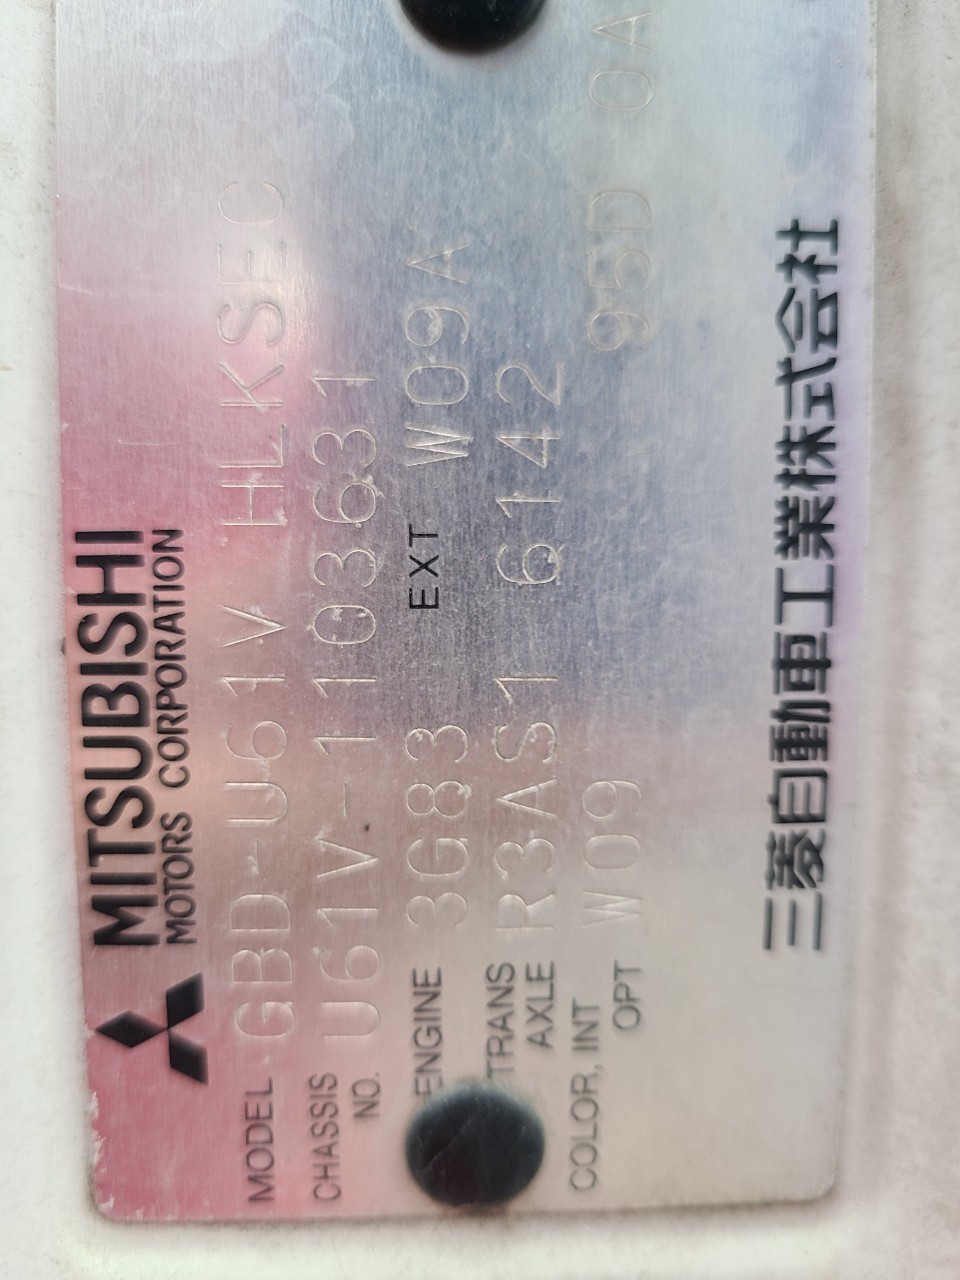 MITSUBISHI
MOTORS CORPORATION
MODEL GBD-U61V HLKSEC
CHASSIS NO. U61V-1103631
ENGINE 3G83 EXT W09A
TRANS AXLE R3AS1 6142
COLOR, INT OPT W09 95D 0A
三菱自動車工業株式会社